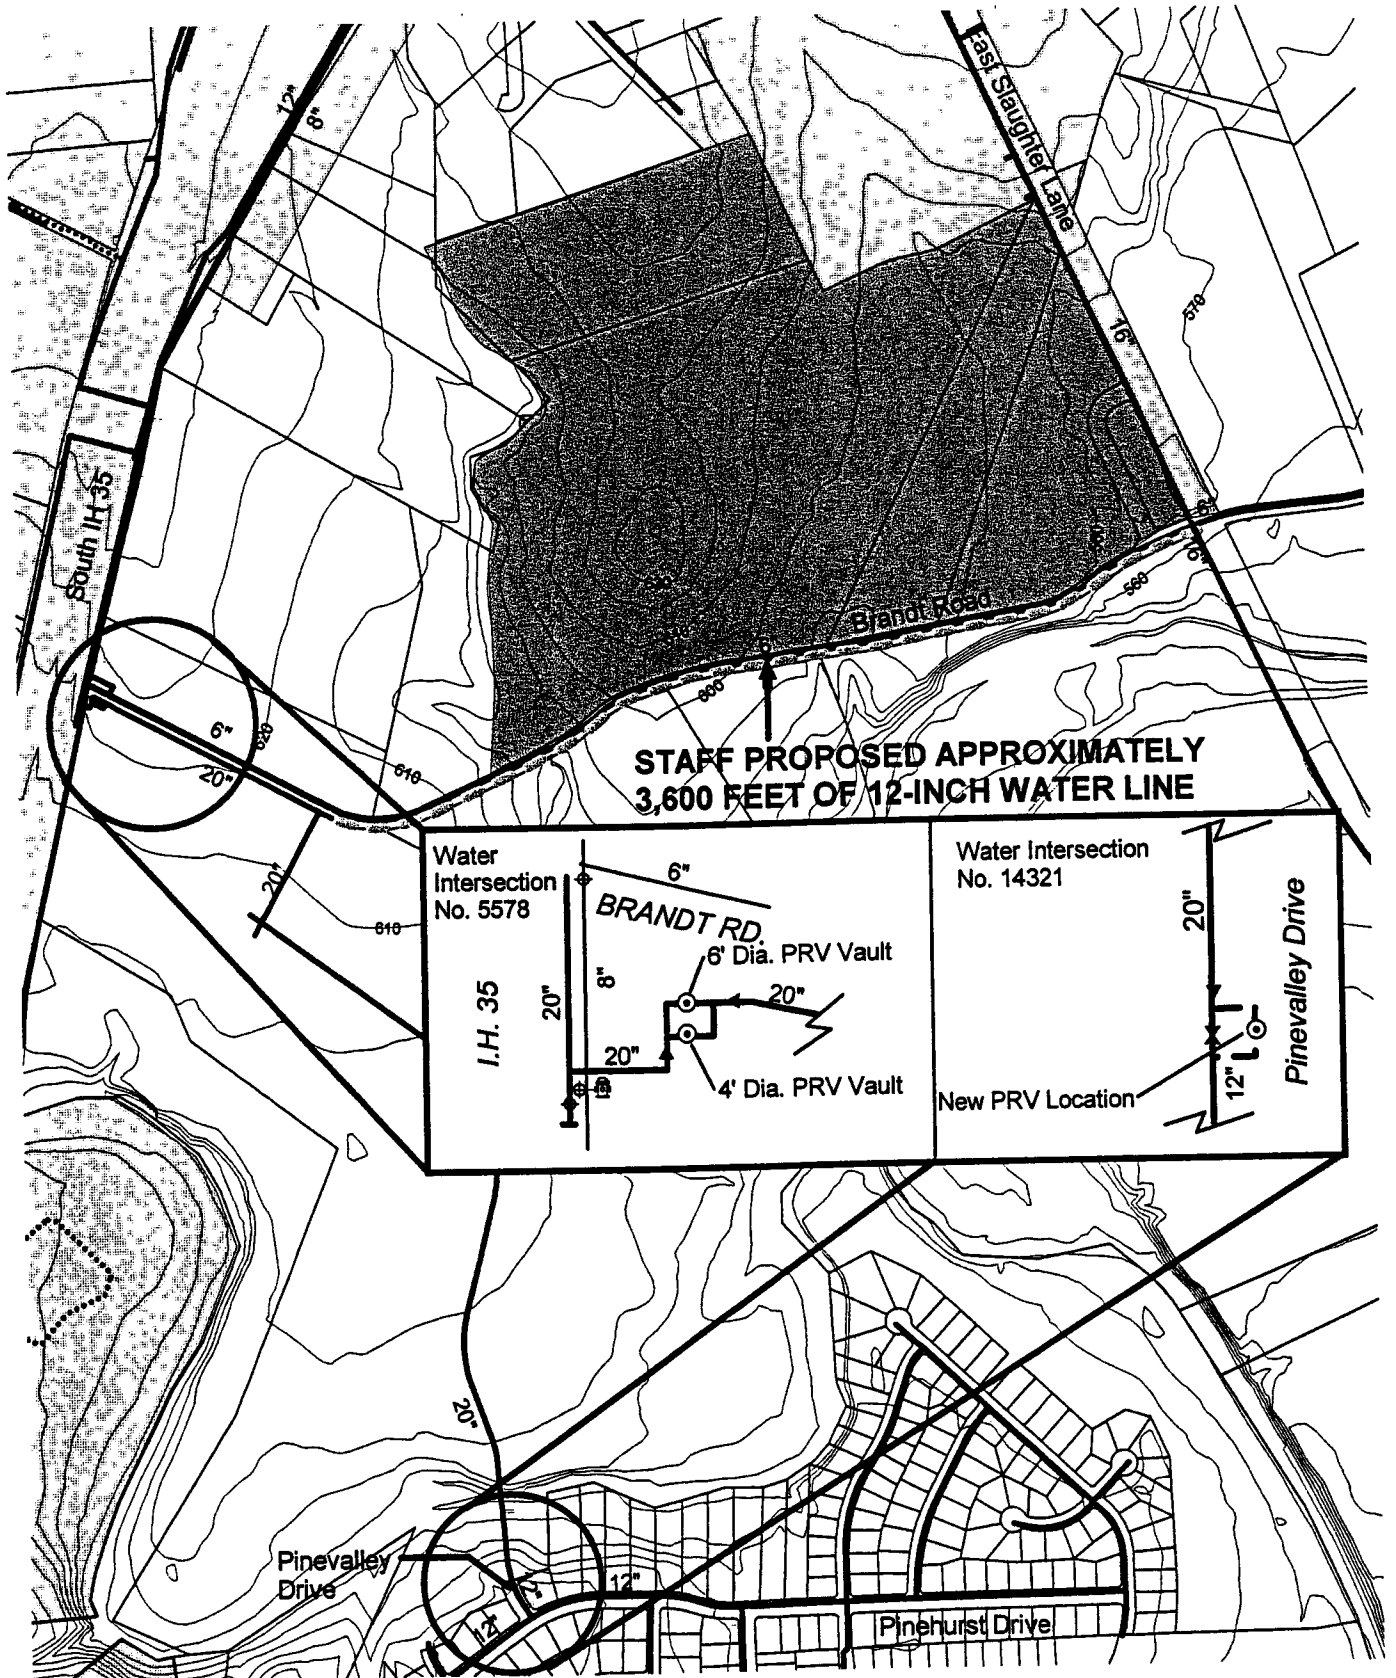 12"
8"
East Slaughter Lane
570
16"
South IH 35
560
Brandt Road
600
6"
20"
620
610
STAFF PROPOSED APPROXIMATELY
3,600 FEET OF 12-INCH WATER LINE
20"
610
Water
Intersection
No. 5578
6"
BRANDT RD.
6' Dia. PRV Vault
8"
20"
I.H. 35
20"
20"
4' Dia. PRV Vault
Water Intersection
No. 14321
20"
Pinevalley Drive
New PRV Location
12"
20"
Pinevalley
Drive
12"
12"
12"
Pinehurst Drive